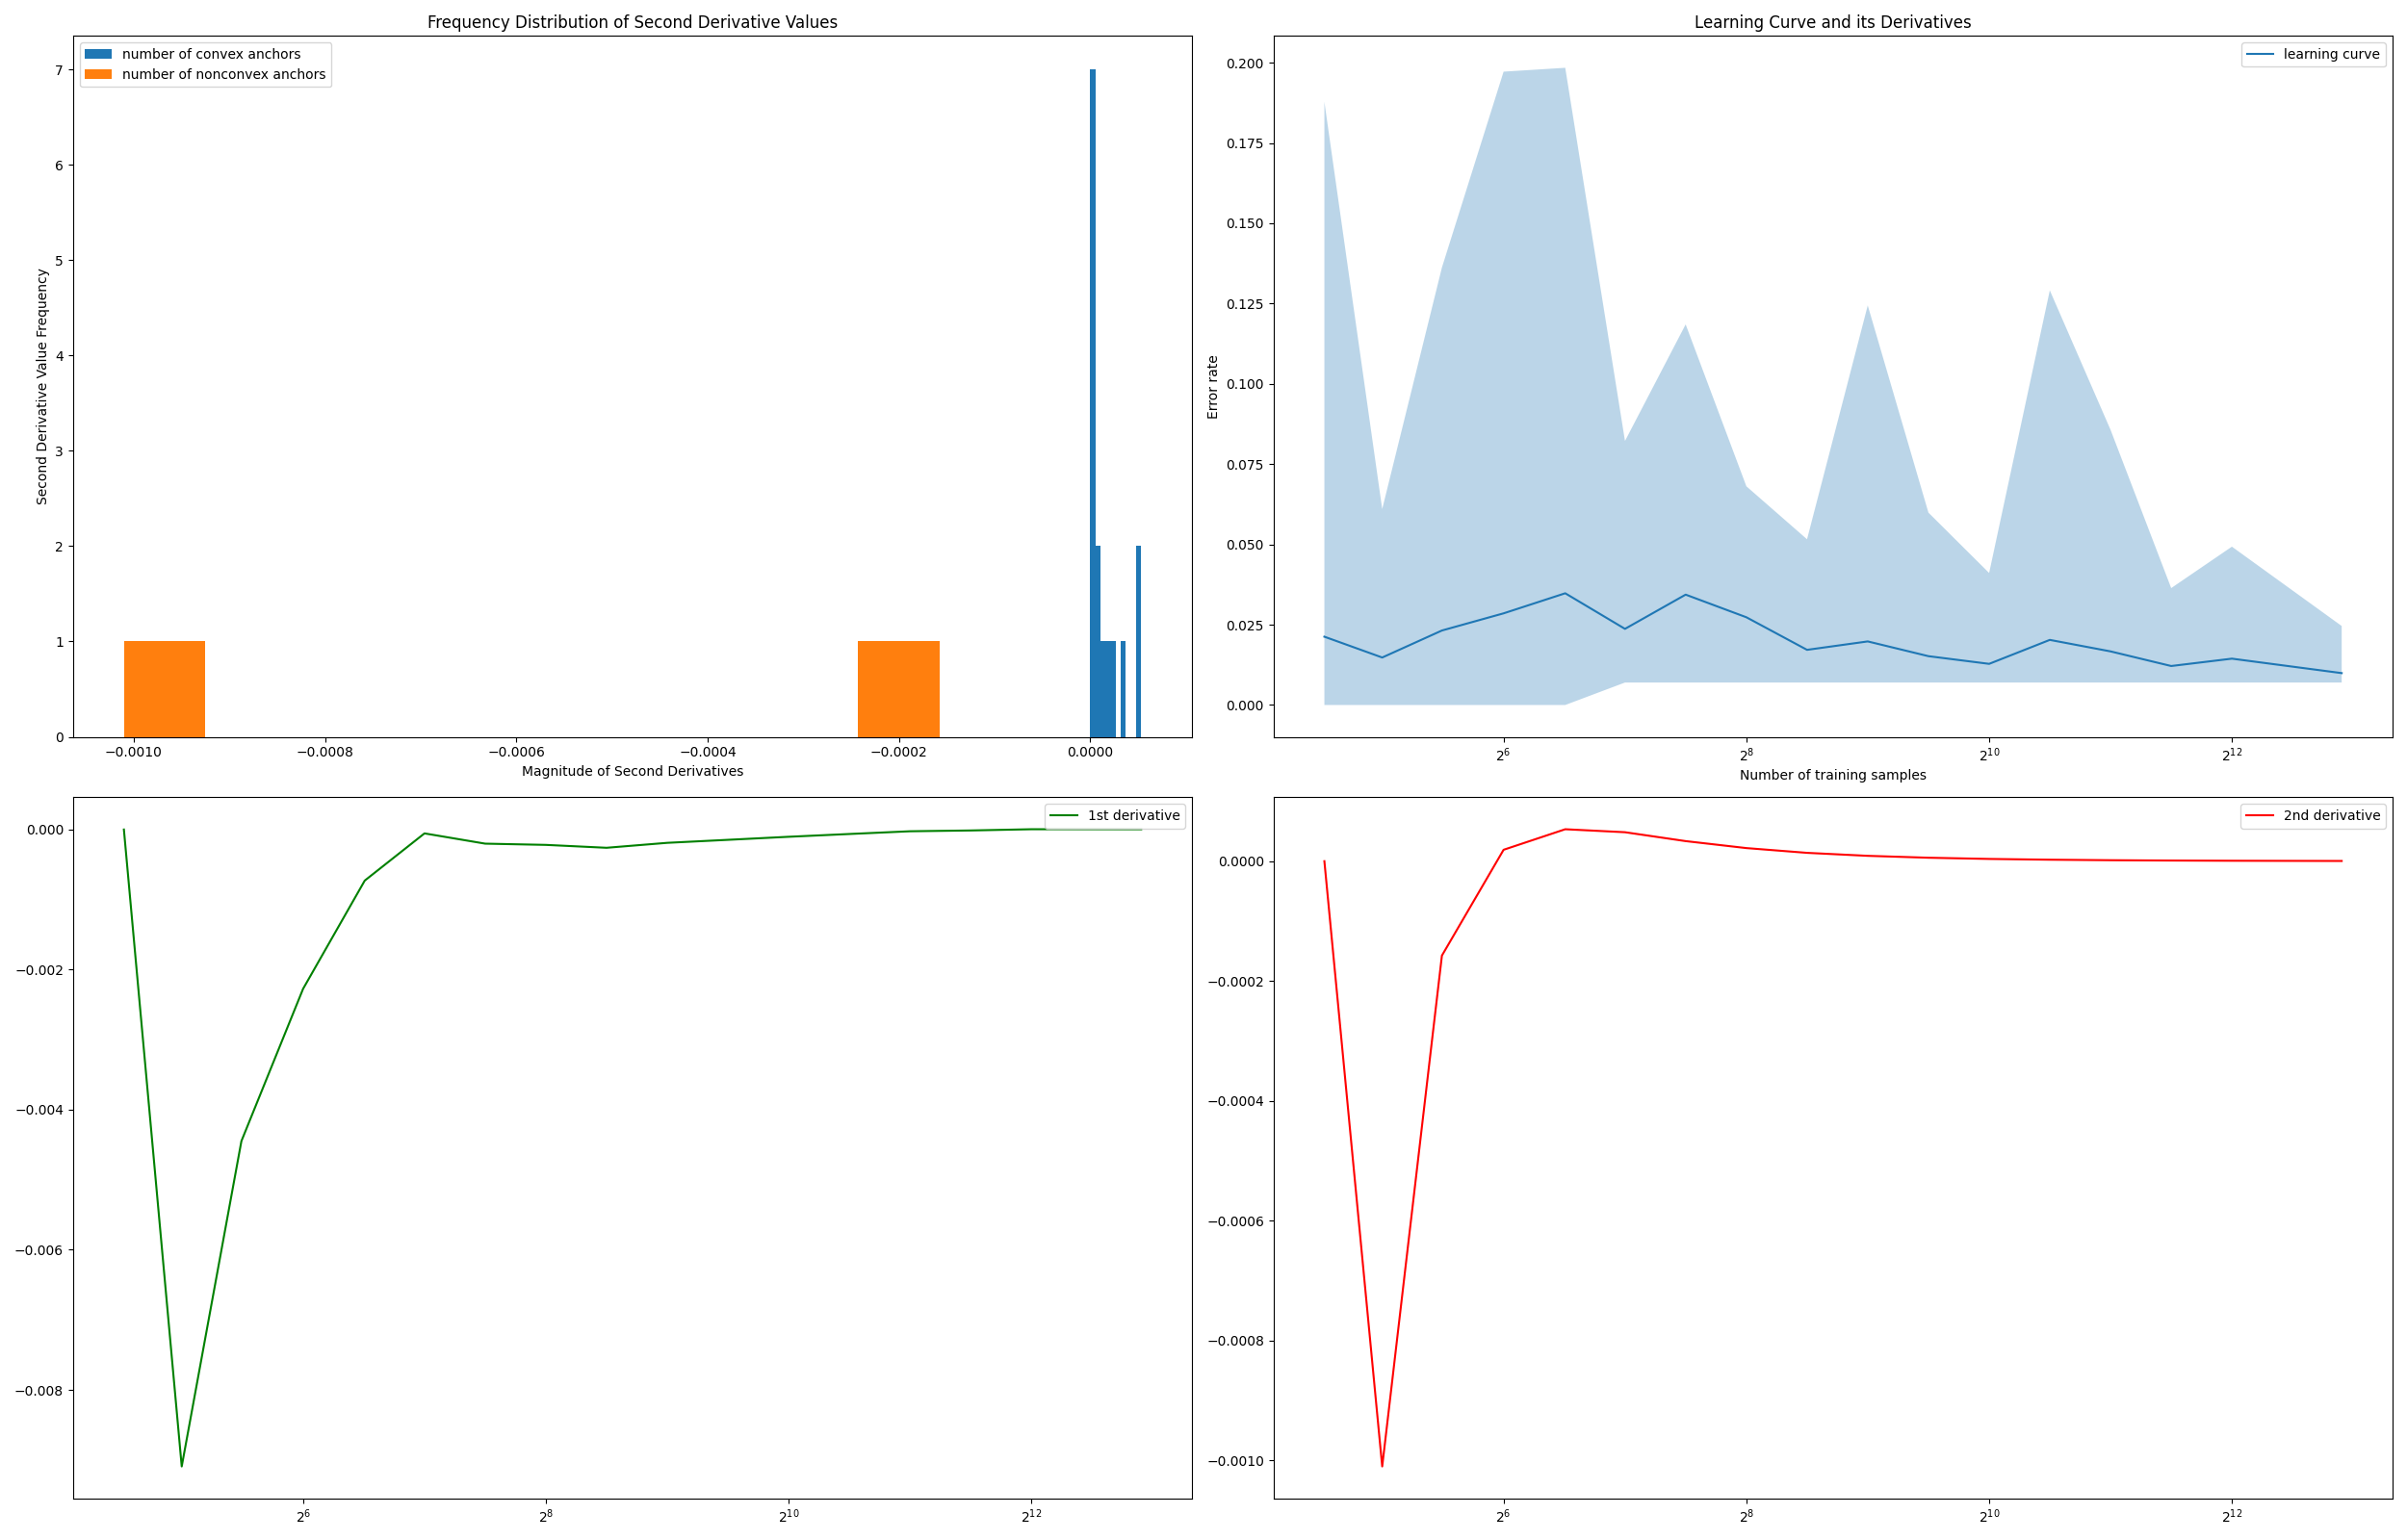 Frequency Distribution of Second Derivative Values
number of convex anchors
number of nonconvex anchors
Second Derivative Value Frequency
7
6
5
4
3
2
1
0
−0.0010 −0.0008 −0.0006 −0.0004 −0.0002 0.0000
Magnitude of Second Derivatives
Learning Curve and its Derivatives
learning curve
Error rate
0.200
0.175
0.150
0.125
0.100
0.075
0.050
0.025
0.000
2^6 2^8 2^10 2^12
Number of training samples
1st derivative
0.000
−0.002
−0.004
−0.006
−0.008
2^6 2^8 2^10 2^12
2nd derivative
0.0000
−0.0002
−0.0004
−0.0006
−0.0008
−0.0010
2^6 2^8 2^10 2^12